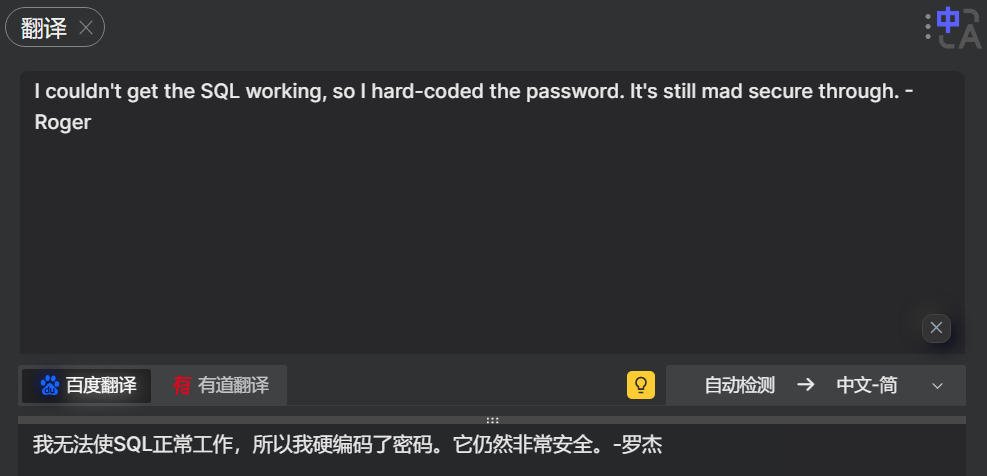 翻译
中A
I couldn't get the SQL working, so I hard-coded the password. It's still mad secure through. -
Roger
du 百度翻译 有 有道翻译 自动检测 → 中文-简
我无法使SQL正常工作，所以我硬编码了密码。它仍然非常安全。-罗杰